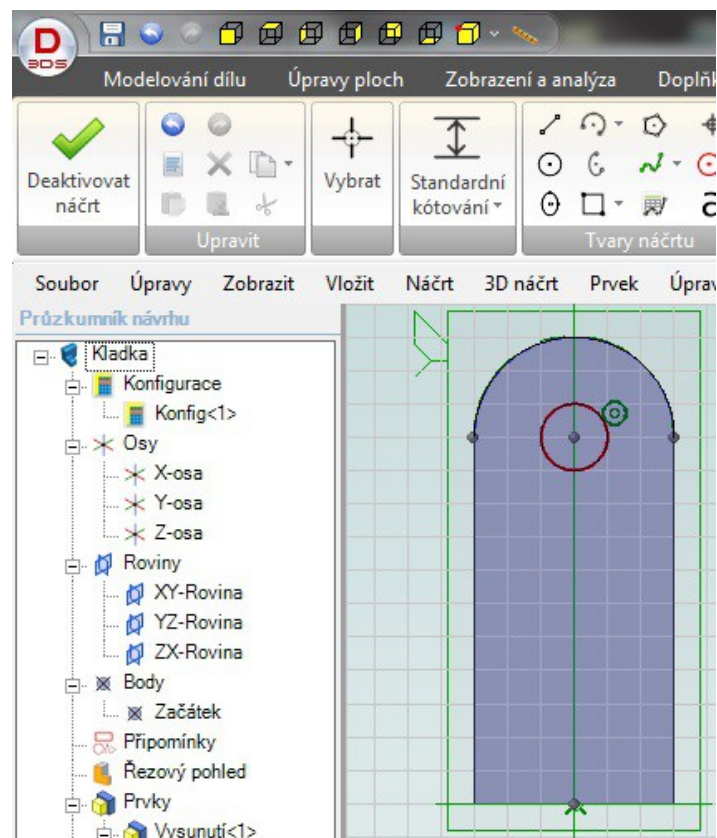 D
3DS
Modelování dílu Úpravy ploch Zobrazení a analýza Doplňk
Deaktivovat náčrt
Upravit
Vybrat
Standardní kótování
Tvary náčrtu
Soubor Úpravy Zobrazit Vložit Náčrt 3D náčrt Prvek Úprav
Průzkumník návrhu
Kladka
Konfigurace
Konfig<1>
Osy
X-osa
Y-osa
Z-osa
Roviny
XY-Rovina
YZ-Rovina
ZX-Rovina
Body
Začátek
Připomínky
Řezový pohled
Prvky
Vysunutí<1>